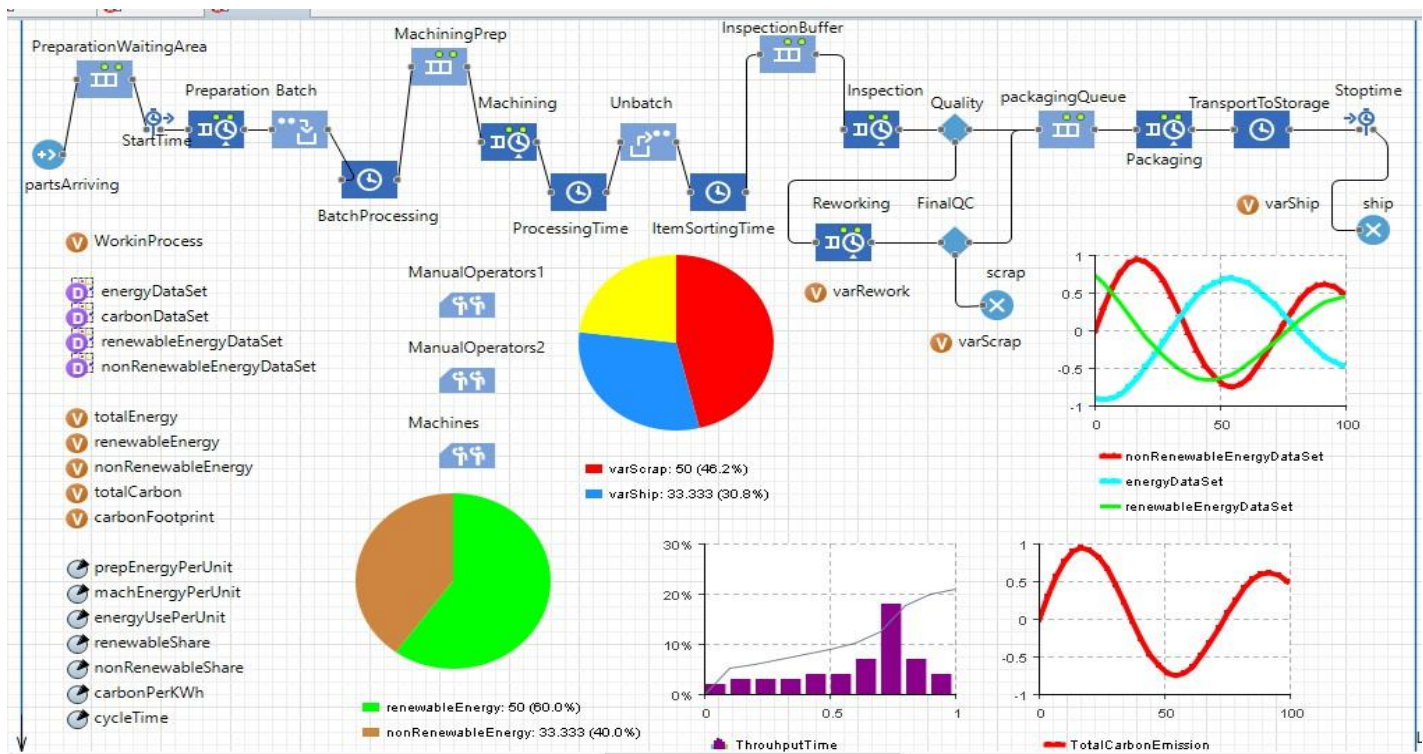 PreparationWaitingArea
MachiningPrep
InspectionBuffer
Preparation
Batch
StartTime
Machining
Unbatch
Inspection
Quality
packagingQueue
TransportToStorage
Stoptime
partsArriving
BatchProcessing
ProcessingTime
ItemSortingTime
Packaging
Reworking
FinalQC
varShip
ship
scrap
varRework
varScrap
V WorkinProcess
D energyDataSet
D carbonDataSet
D renewableEnergyDataSet
D nonRenewableEnergyDataSet
V totalEnergy
V renewableEnergy
V nonRenewableEnergy
V totalCarbon
V carbonFootprint
prepEnergyPerUnit
machEnergyPerUnit
energyUsePerUnit
renewableShare
nonRenewableShare
carbonPerKWh
cycleTime
ManualOperators1
ManualOperators2
Machines
varScrap: 50 (46.2%)
varShip: 33.333 (30.8%)
renewableEnergy: 50 (60.0%)
nonRenewableEnergy: 33.333 (40.0%)
1
0.5
0
-0.5
-1
0 50 100
nonRenewableEnergyDataSet
energyDataSet
renewableEnergyDataSet
30%
20%
10%
0%
0 0.5 1
ThrouhputTime
1
0.5
0
-0.5
-1
0 50 100
TotalCarbonEmission